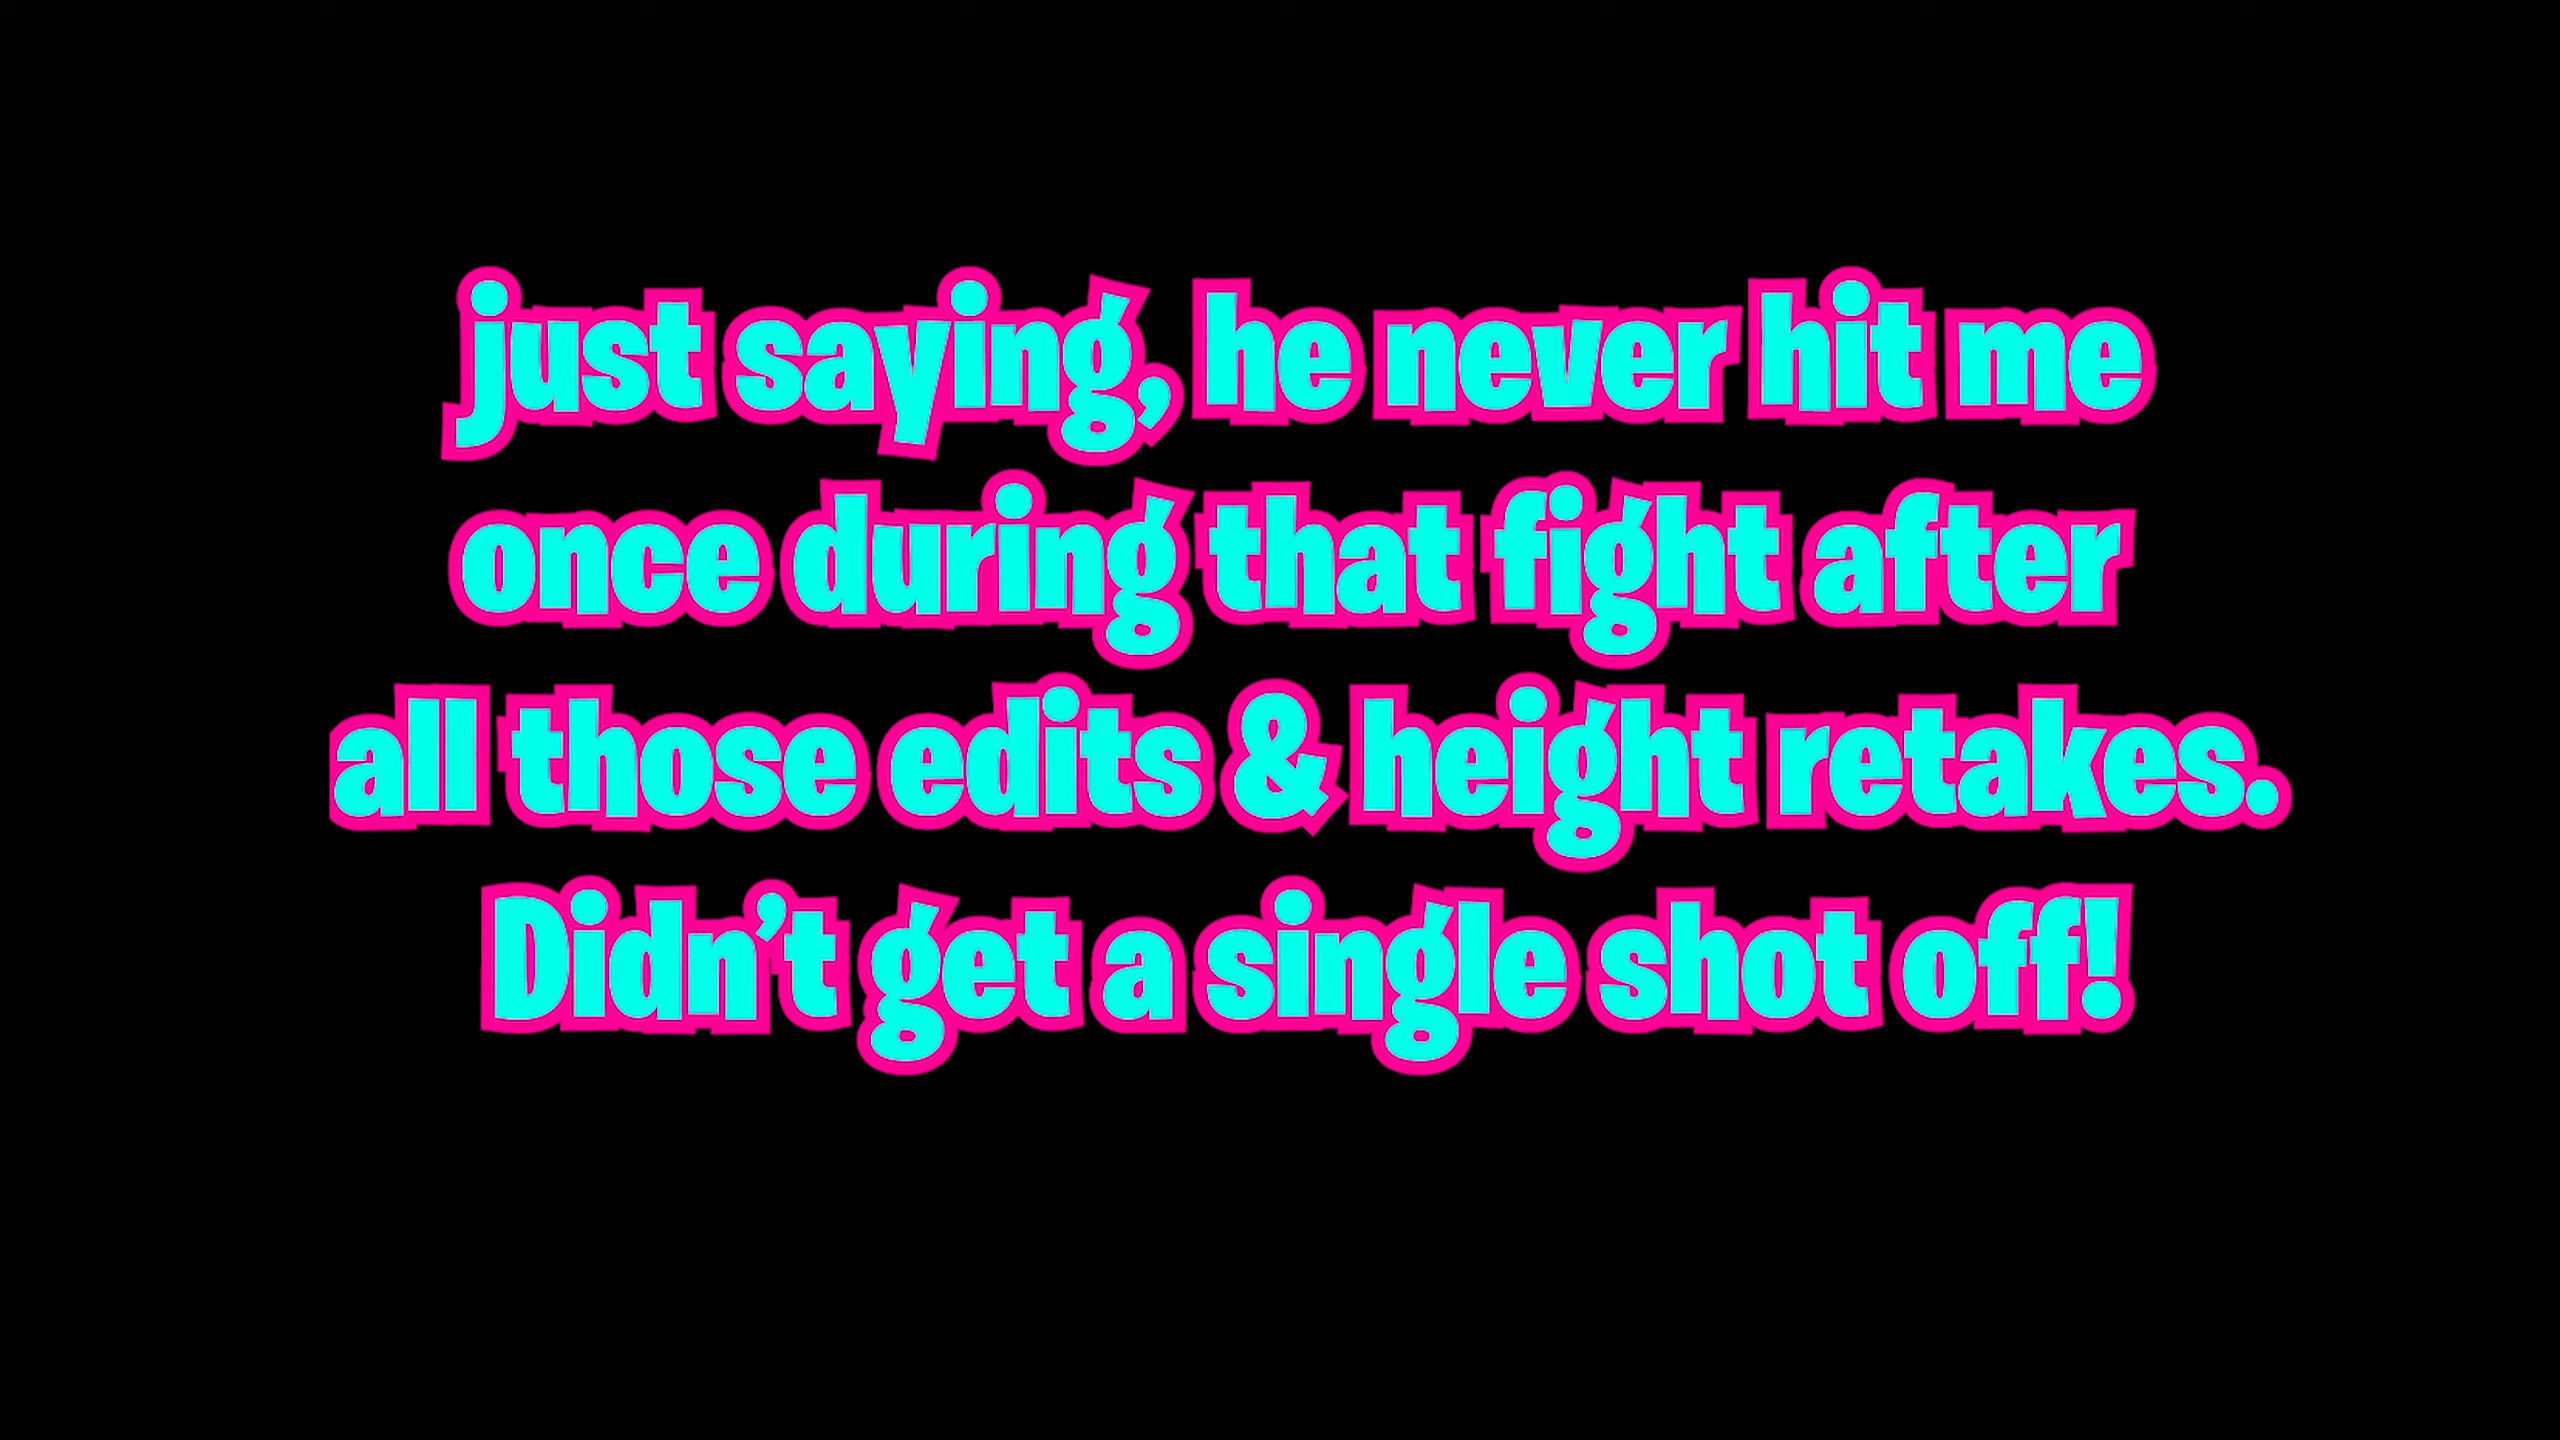 just saying, he never hit me
once during that fight after
all those edits & height retakes.
Didn’t get a single shot off!